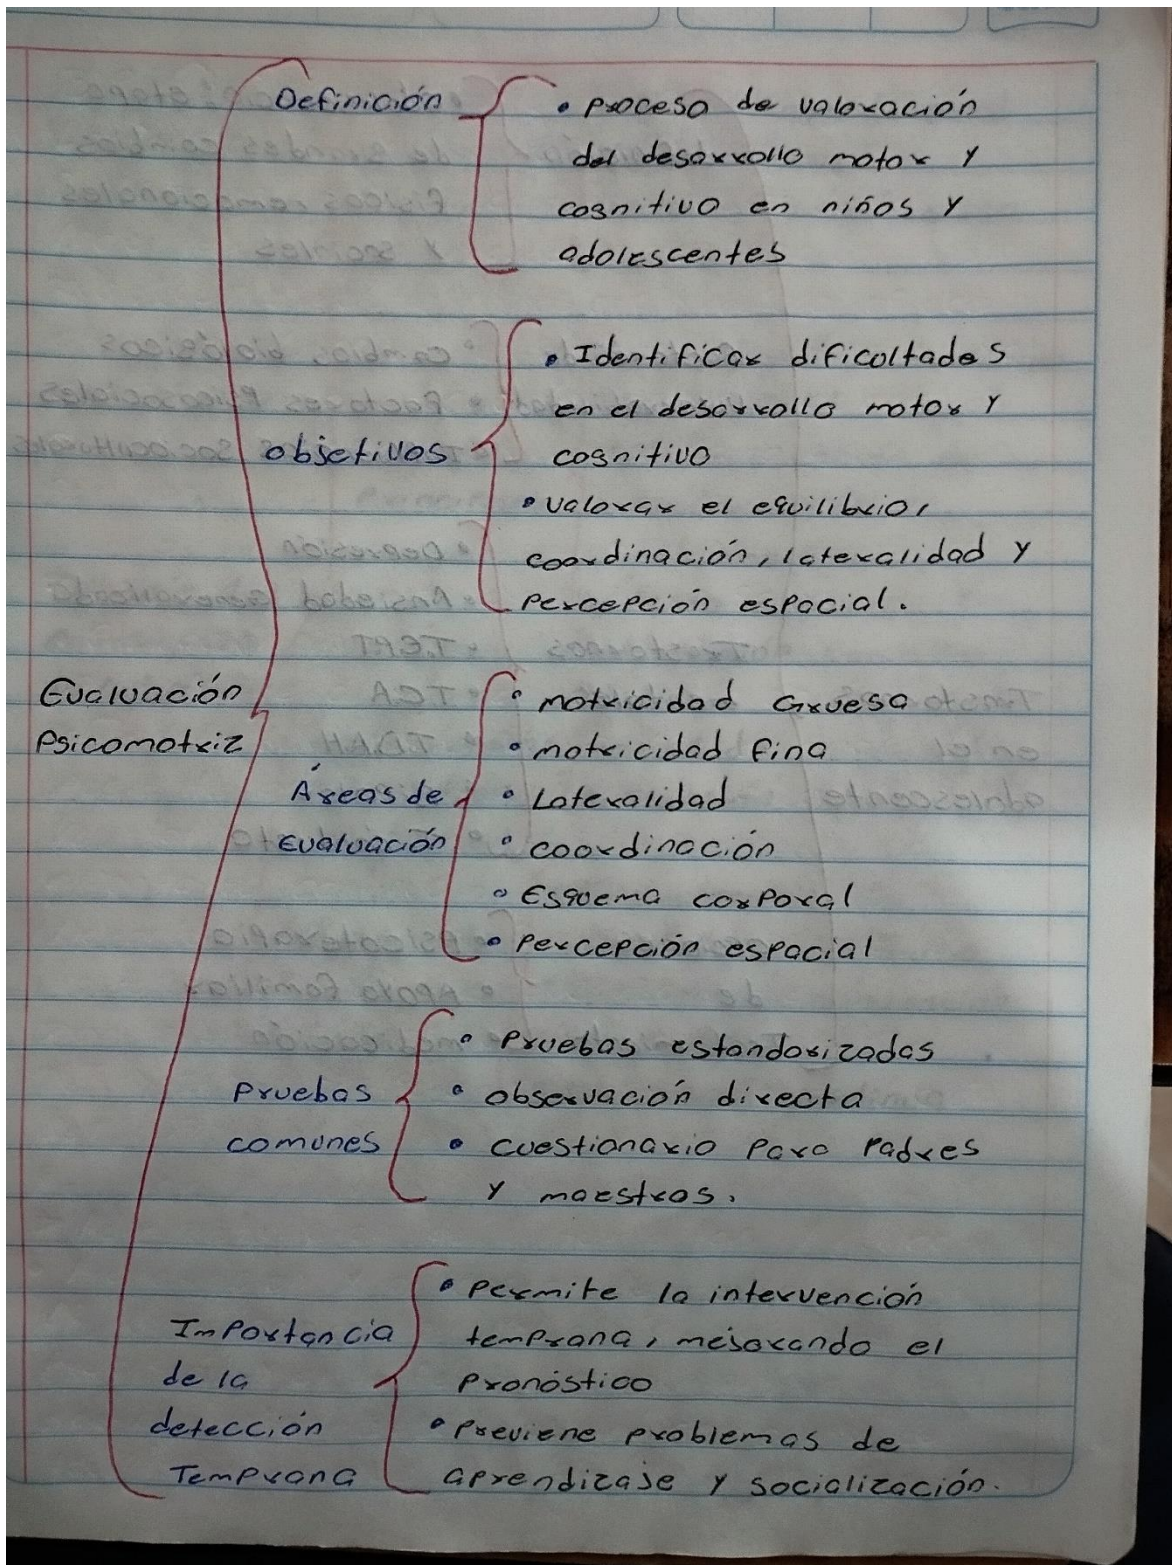 Definición
• Proceso de valoración
del desarrollo motor y
cognitivo en niños y
adolescentes
objetivos
• Identificar dificultades
en el desarrollo motor y
cognitivo
• valorar el equilibrio,
coordinación, lateralidad y
percepción espacial.
Evaluación
Psicomotriz
Áreas de
Evaluación
• motricidad Gruesa
• motricidad fina
• Lateralidad
• coordinación
• Esquema corporal
• percepción espacial
Pruebas
comunes
• Pruebas estandarizadas
• observación directa
• cuestionario para padres
y maestros.
Importancia
de la
detección
Temprana
• Permite la intervención
temprana, mejorando el
pronóstico
• Previene problemas de
aprendizaje y socialización.